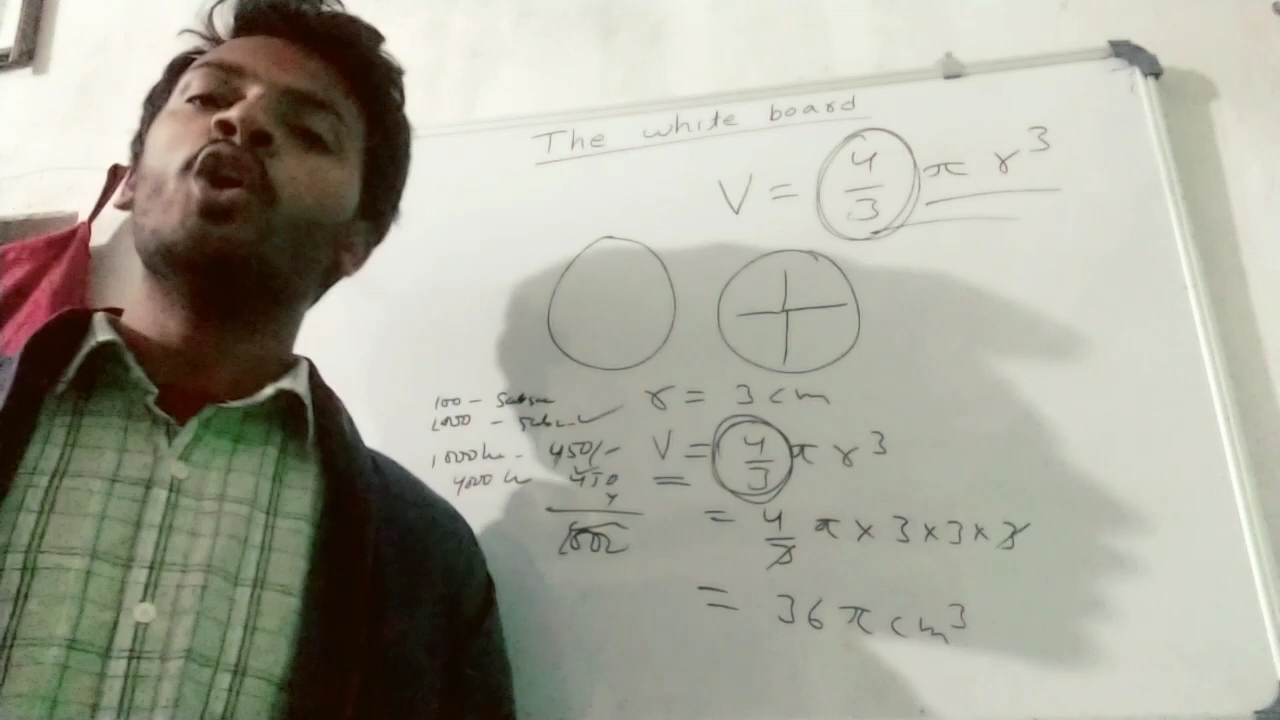 The white board
V = 4/3 π r³
r = 3 cm
100 -
1000 -
V = 4/3 π r³
1000 - 450/-
4000 450
= 4/3 π × 3 × 3 × 3
= 36 π cm³